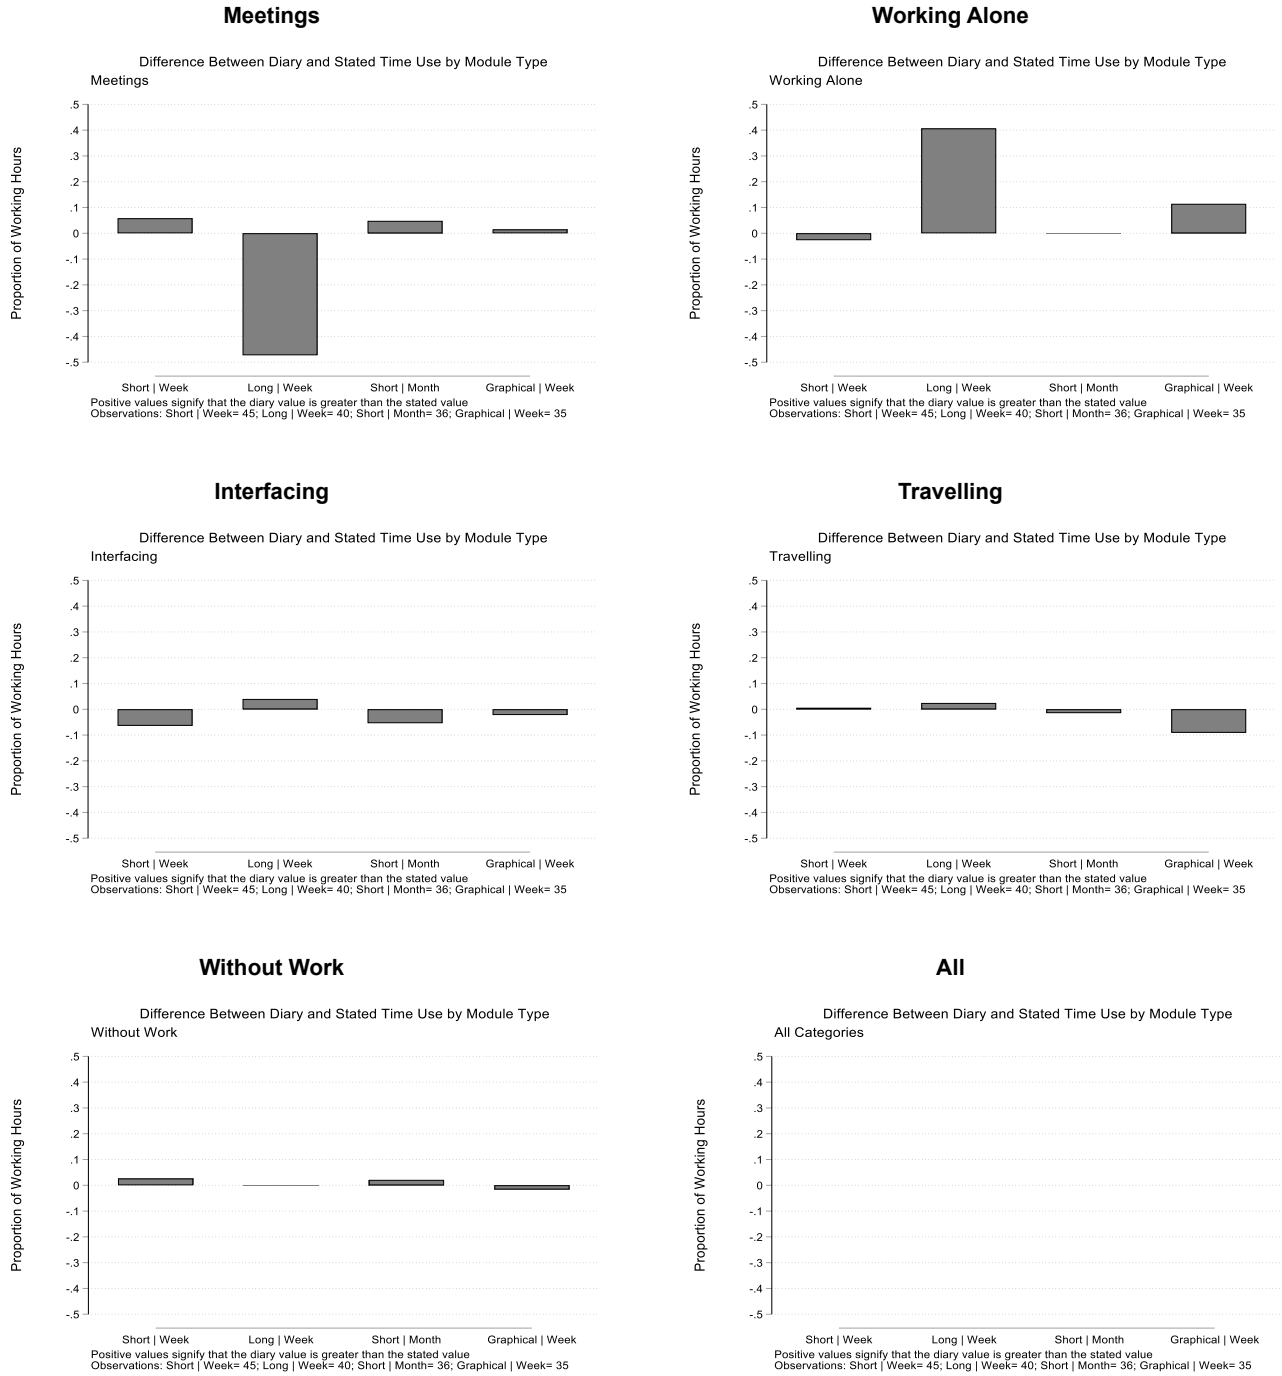 Meetings
Difference Between Diary and Stated Time Use by Module Type
Meetings
Proportion of Working Hours
.5
.4
.3
.2
.1
0
-.1
-.2
-.3
-.4
-.5
Short | Week Long | Week Short | Month Graphical | Week
Positive values signify that the diary value is greater than the stated value
Observations: Short | Week= 45; Long | Week= 40; Short | Month= 36; Graphical | Week= 35
Working Alone
Difference Between Diary and Stated Time Use by Module Type
Working Alone
Proportion of Working Hours
.5
.4
.3
.2
.1
0
-.1
-.2
-.3
-.4
-.5
Short | Week Long | Week Short | Month Graphical | Week
Positive values signify that the diary value is greater than the stated value
Observations: Short | Week= 45; Long | Week= 40; Short | Month= 36; Graphical | Week= 35
Interfacing
Difference Between Diary and Stated Time Use by Module Type
Interfacing
Proportion of Working Hours
.5
.4
.3
.2
.1
0
-.1
-.2
-.3
-.4
-.5
Short | Week Long | Week Short | Month Graphical | Week
Positive values signify that the diary value is greater than the stated value
Observations: Short | Week= 45; Long | Week= 40; Short | Month= 36; Graphical | Week= 35
Travelling
Difference Between Diary and Stated Time Use by Module Type
Travelling
Proportion of Working Hours
.5
.4
.3
.2
.1
0
-.1
-.2
-.3
-.4
-.5
Short | Week Long | Week Short | Month Graphical | Week
Positive values signify that the diary value is greater than the stated value
Observations: Short | Week= 45; Long | Week= 40; Short | Month= 36; Graphical | Week= 35
Without Work
Difference Between Diary and Stated Time Use by Module Type
Without Work
Proportion of Working Hours
.5
.4
.3
.2
.1
0
-.1
-.2
-.3
-.4
-.5
Short | Week Long | Week Short | Month Graphical | Week
Positive values signify that the diary value is greater than the stated value
Observations: Short | Week= 45; Long | Week= 40; Short | Month= 36; Graphical | Week= 35
All
Difference Between Diary and Stated Time Use by Module Type
All Categories
Proportion of Working Hours
.5
.4
.3
.2
.1
0
-.1
-.2
-.3
-.4
-.5
Short | Week Long | Week Short | Month Graphical | Week
Positive values signify that the diary value is greater than the stated value
Observations: Short | Week= 45; Long | Week= 40; Short | Month= 36; Graphical | Week= 35